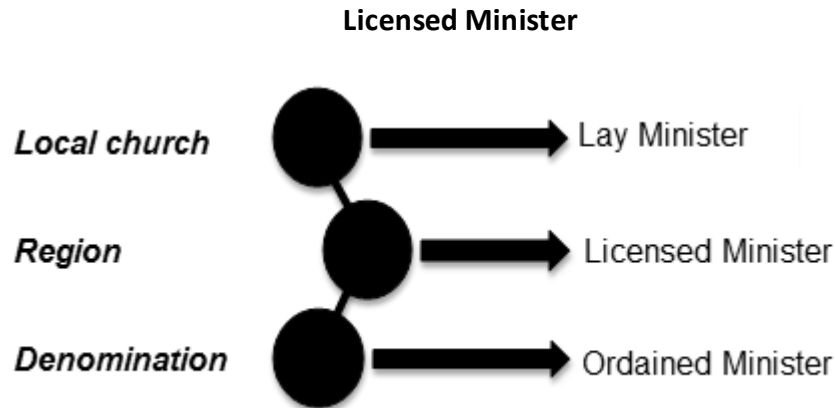 Licensed Minister
Local church Lay Minister
Region Licensed Minister
Denomination Ordained Minister